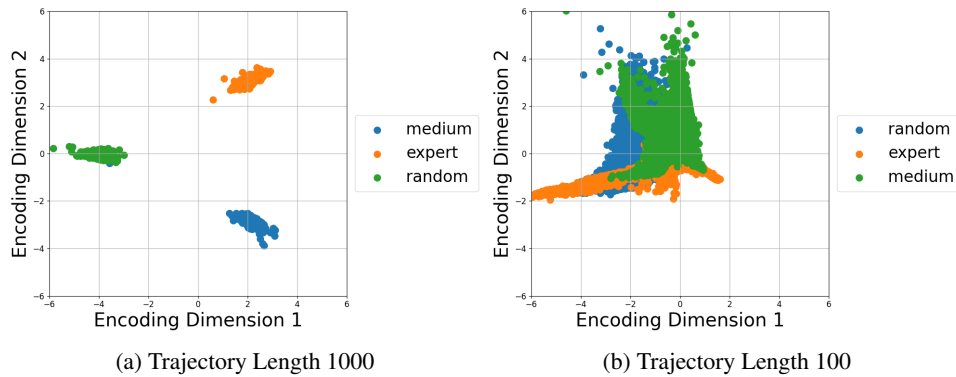 6
4
2
0
−2
−4
−6
−6 −4 −2 0 2 4 6
Encoding Dimension 2
Encoding Dimension 1
medium
expert
random
(a) Trajectory Length 1000
6
4
2
0
−2
−4
−6
−6 −4 −2 0 2 4 6
Encoding Dimension 2
Encoding Dimension 1
random
expert
medium
(b) Trajectory Length 100